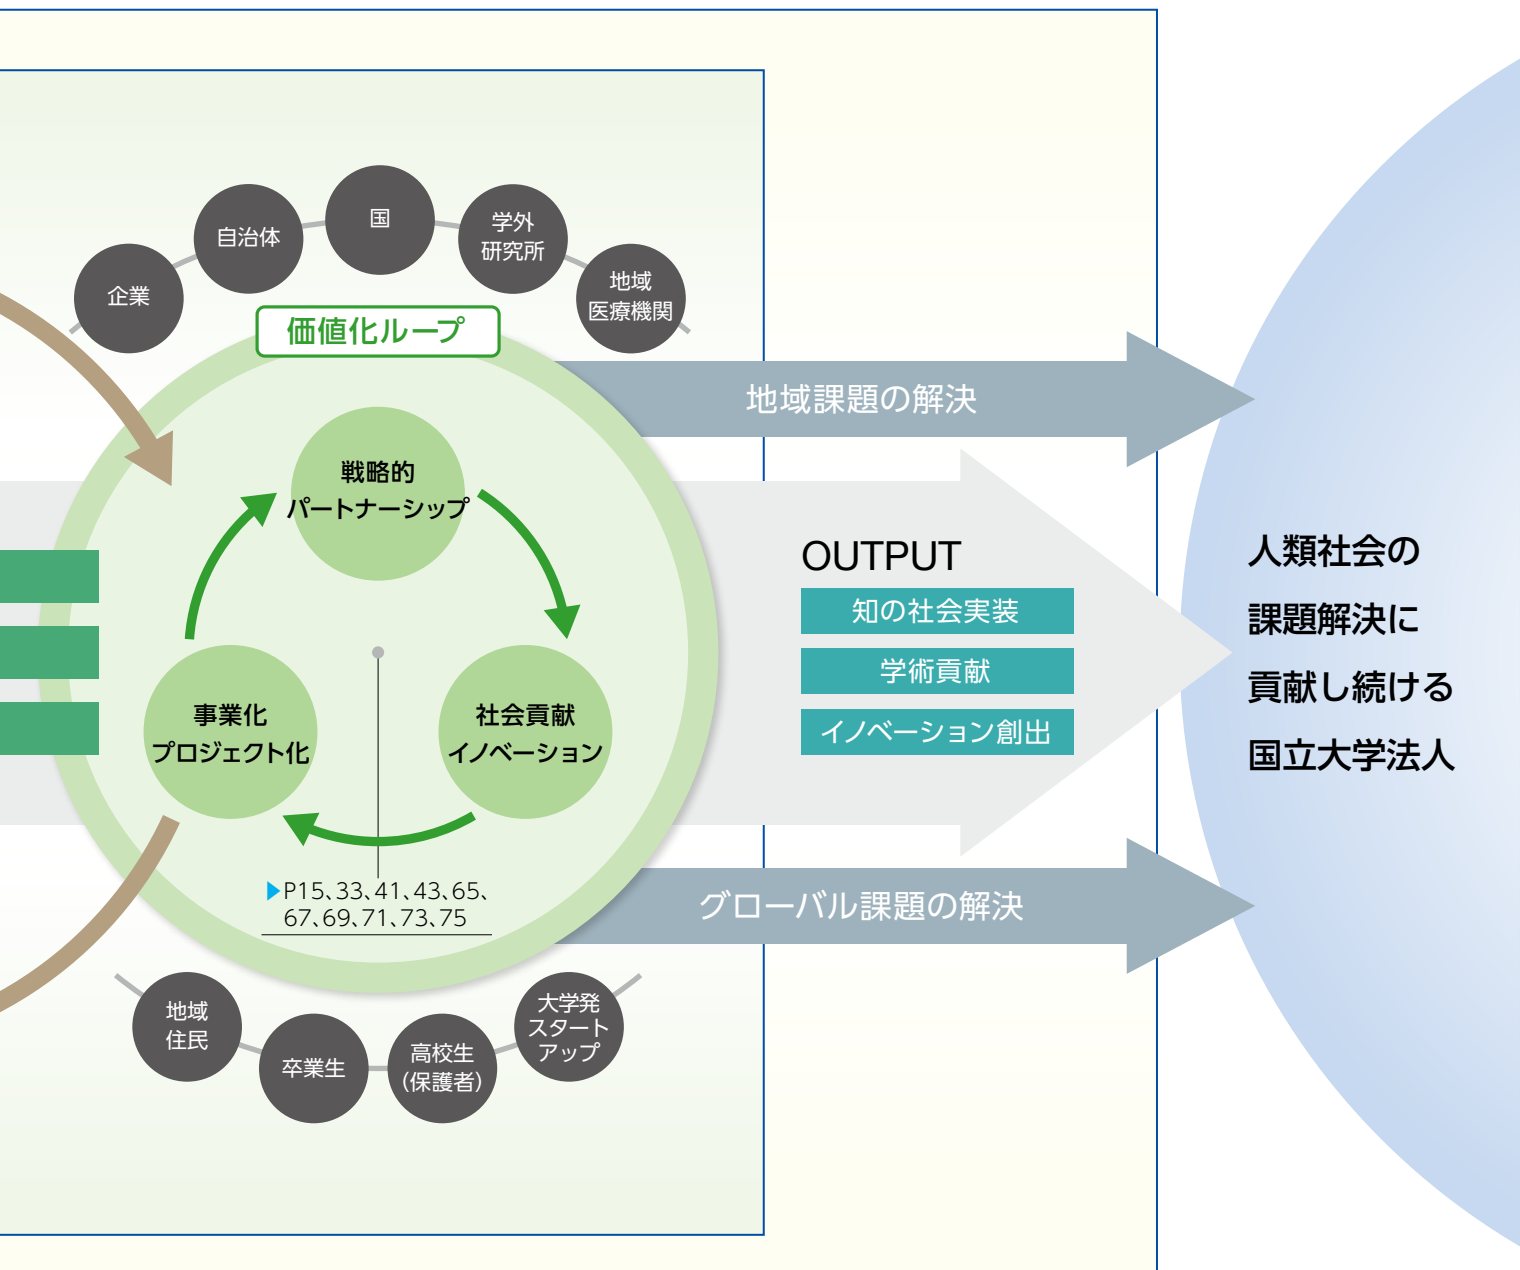 企業
自治体
国
学外
研究所
地域
医療機関
価値化ループ
戦略的
パートナーシップ
事業化
プロジェクト化
社会貢献
イノベーション
▶P15、33、41、43、65、
67、69、71、73、75
地域
住民
卒業生
高校生
(保護者)
大学発
スタート
アップ
地域課題の解決
OUTPUT
知の社会実装
学術貢献
イノベーション創出
グローバル課題の解決
人類社会の
課題解決に
貢献し続ける
国立大学法人